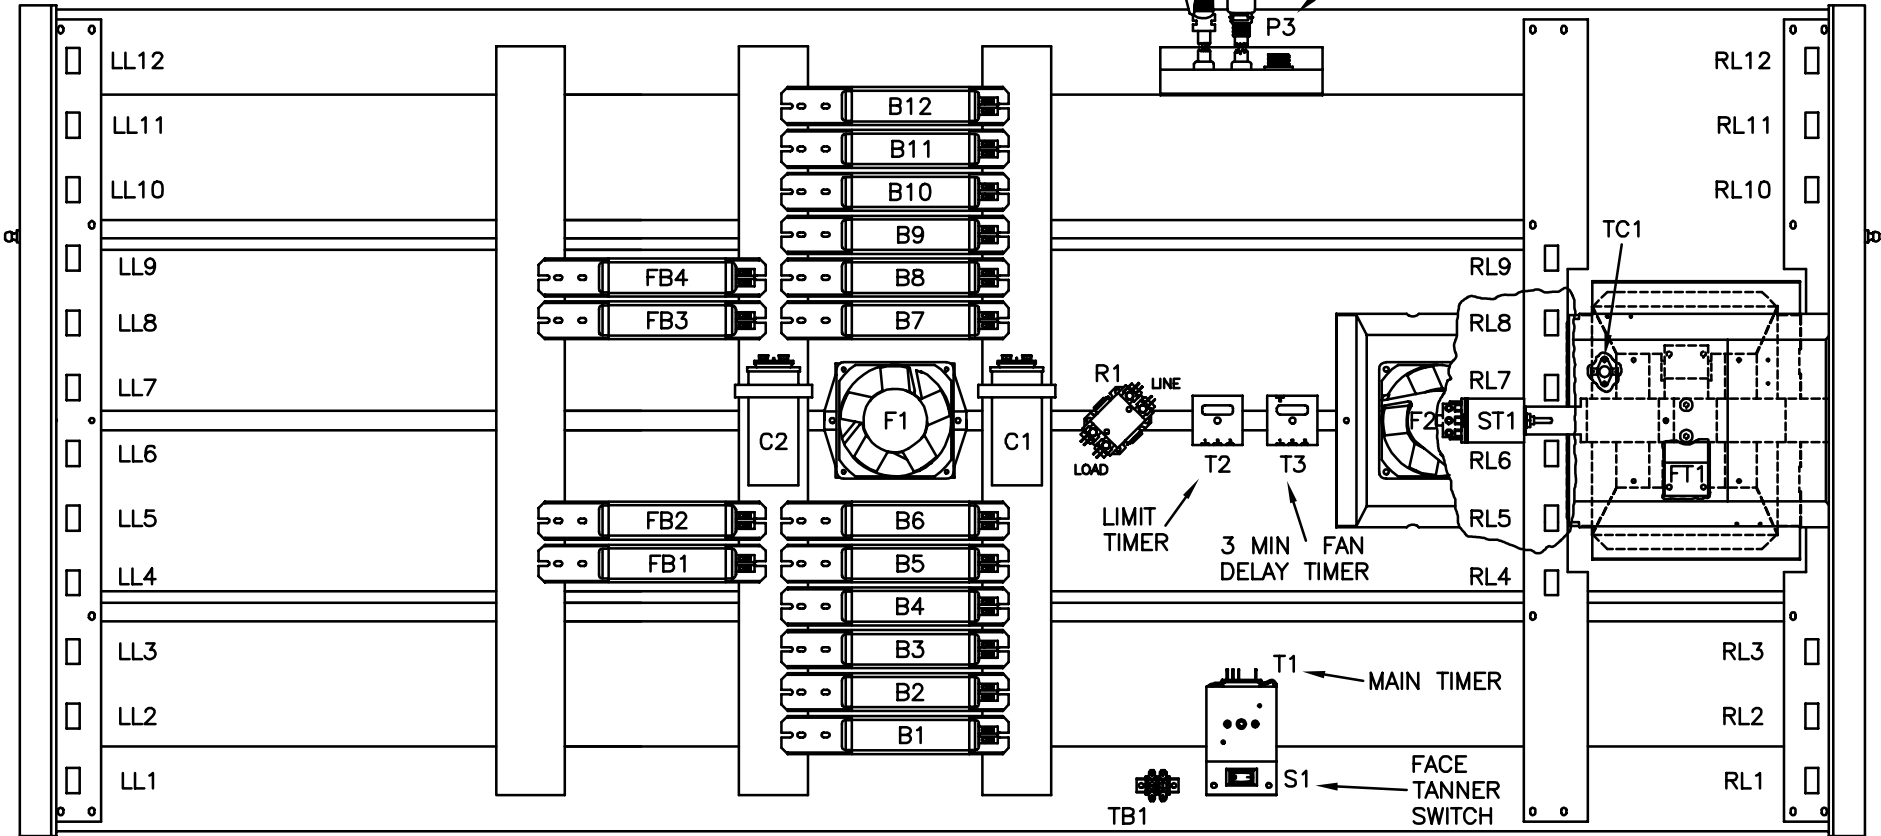 P3
LL12
RL12
B12
LL11
RL11
B11
LL10
B10
RL10
B9
TC1
LL9
FB4
B8
RL9
LL8
FB3
B7
RL8
LL7
R1
LINE
RL7
F1
F2
ST1
C2
C1
LL6
LOAD
T2
T3
RL6
FT1
LL5
FB2
B6
LIMIT
TIMER
RL5
3 MIN FAN
DELAY TIMER
LL4
FB1
B5
RL4
B4
LL3
B3
T1
MAIN TIMER
RL3
LL2
B2
RL2
B1
LL1
S1
FACE
TANNER
SWITCH
RL1
TB1